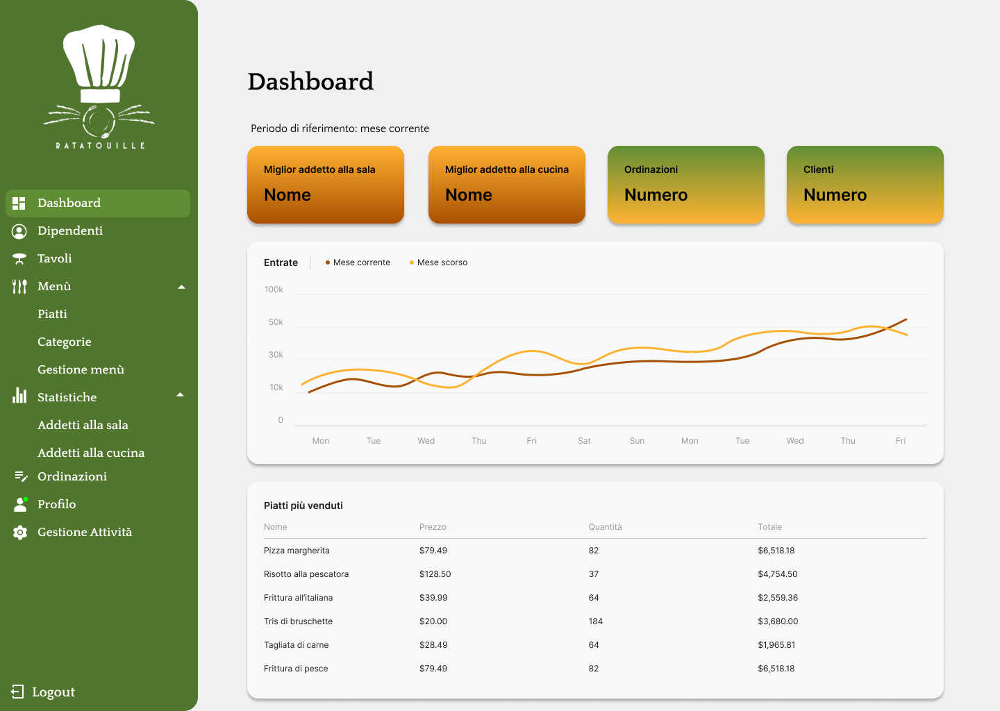 RATATOUILLE
Dashboard
Dipendenti
Tavoli
Menù
Piatti
Categorie
Gestione menù
Statistiche
Addetti alla sala
Addetti alla cucina
Ordinazioni
Profilo
Gestione Attività
Logout
Dashboard
Periodo di riferimento: mese corrente
Miglior addetto alla sala
Nome
Miglior addetto alla cucina
Nome
Ordinazioni
Numero
Clienti
Numero
Entrate Mese corrente Mese scorso
100k
50k
30k
10k
0
Mon Tue Wed Thu Fri Sat Sun Mon Tue Wed Thu Fri
Piatti più venduti
Nome Prezzo Quantità Totale
Pizza margherita $79.49 82 $6,518.18
Risotto alla pescatora $128.50 37 $4,754.50
Frittura all'italiana $39.99 64 $2,559.36
Tris di bruschette $20.00 184 $3,680.00
Tagliata di carne $28.49 64 $1,965.81
Frittura di pesce $79.49 82 $6,518.18